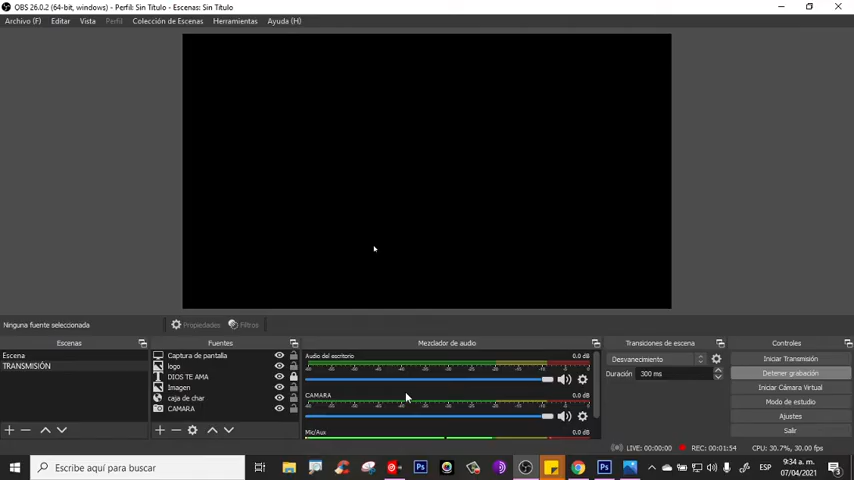 OBS 26.0.2 (64-bit, windows) - Perfil: Sin Título - Escenas: Sin Título
Archivo (F) Editar Vista Perfil Colección de Escenas Herramientas Ayuda (H)
Ninguna fuente seleccionada Propiedades Filtros
Escenas Fuentes Mezclador de audio Transiciones de escena Controles
Escena
TRANSMISIÓN
Captura de pantalla
logo
DIOS TE AMA
Imagen
caja de char
CAMARA
Audio del escritorio 0.0 dB
CAMARA 0.0 dB
Mic/Aux 0.0 dB
Desvanecimiento
Duración 300 ms
Iniciar Transmisión
Detener grabación
Iniciar Cámara Virtual
Modo de estudio
Ajustes
Salir
LIVE: 00:00:00 REC: 00:01:54 CPU: 30.7%, 30.00 fps
Escribe aquí para buscar
Ps
Ps
ESP
9:34 a. m.
07/04/2021
3